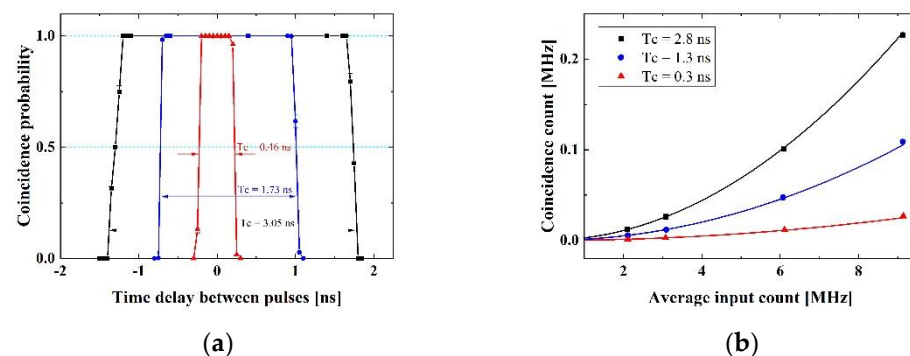 Coincidence probability
1.0
0.5
0.0
Tc = 0.46 ns
Tc = 1.73 ns
Tc = 3.05 ns
-2 -1 0 1 2
Time delay between pulses [ns]
(a)
Coincidence count [MHz]
0.2
0.1
0.0
Tc = 2.8 ns
Tc = 1.3 ns
Tc = 0.3 ns
2 4 6 8
Average input count [MHz]
(b)